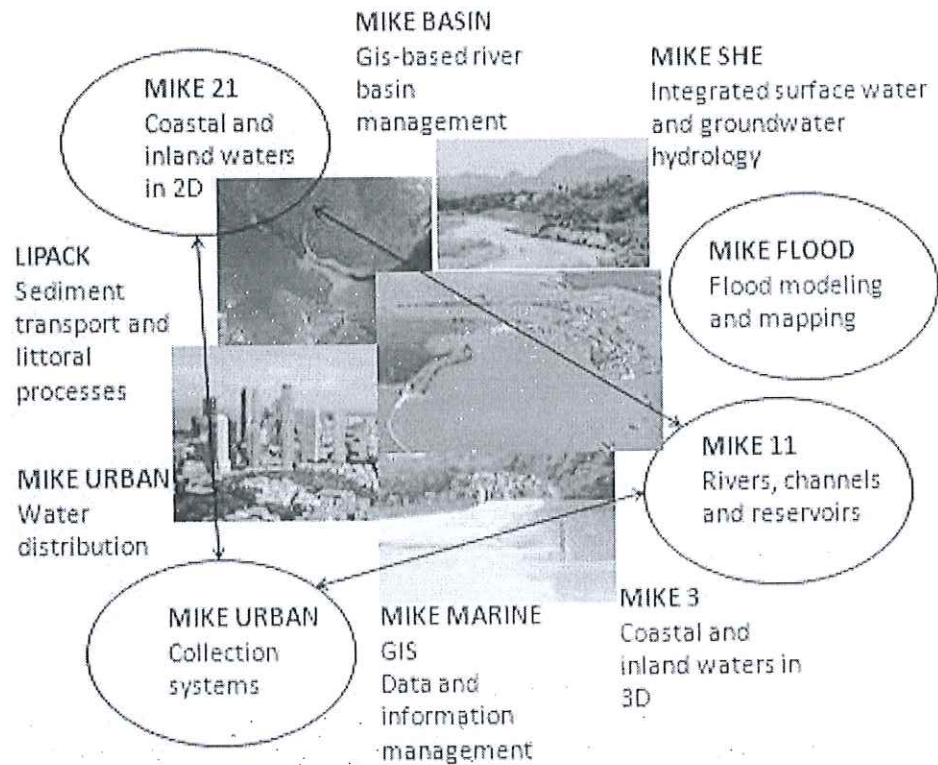 MIKE BASIN
Gis-based river
basin
management
MIKE SHE
Integrated surface water
and groundwater
hydrology
MIKE 21
Coastal and
inland waters
in 2D
MIKE FLOOD
Flood modeling
and mapping
LIPACK
Sediment
transport and
littoral
processes
MIKE 11
Rivers, channels
and reservoirs
MIKE URBAN
Water
distribution
MIKE URBAN
Collection
systems
MIKE MARINE
GIS
Data and
information
management
MIKE 3
Coastal and
inland waters in
3D